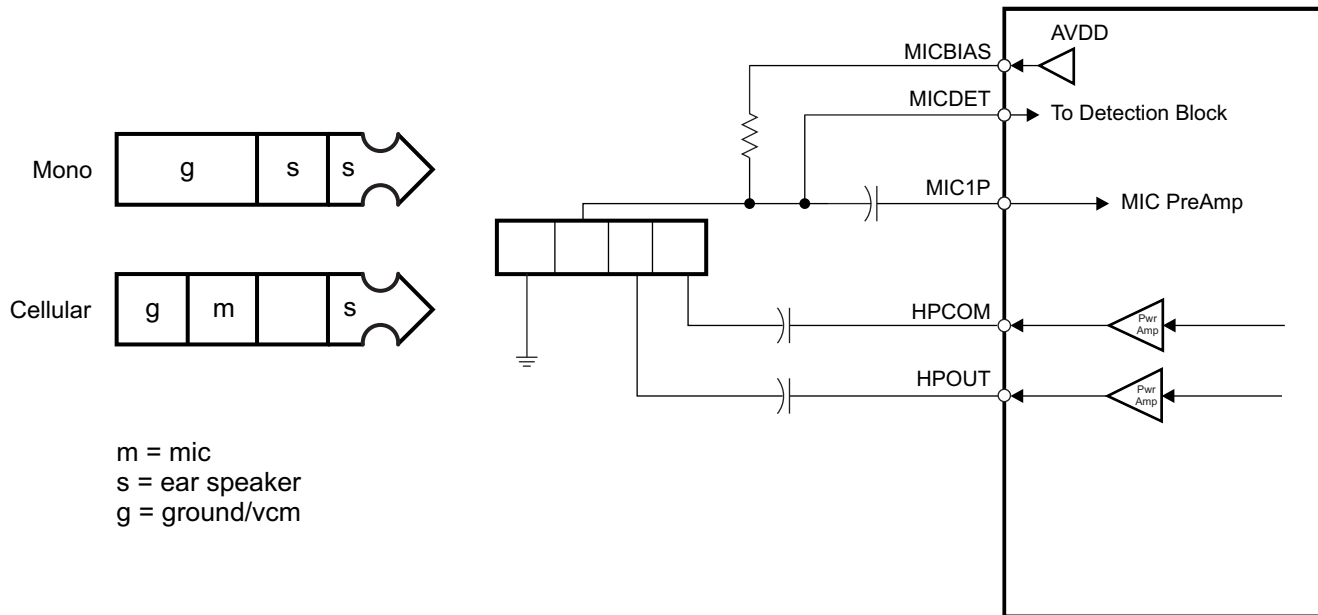 AVDD
MICBIAS
MICDET
To Detection Block
Mono
g
s
s
MIC1P
MIC PreAmp
Cellular
g
m
s
HPCOM
Pwr
Amp
HPOUT
Pwr
Amp
m = mic
s = ear speaker
g = ground/vcm